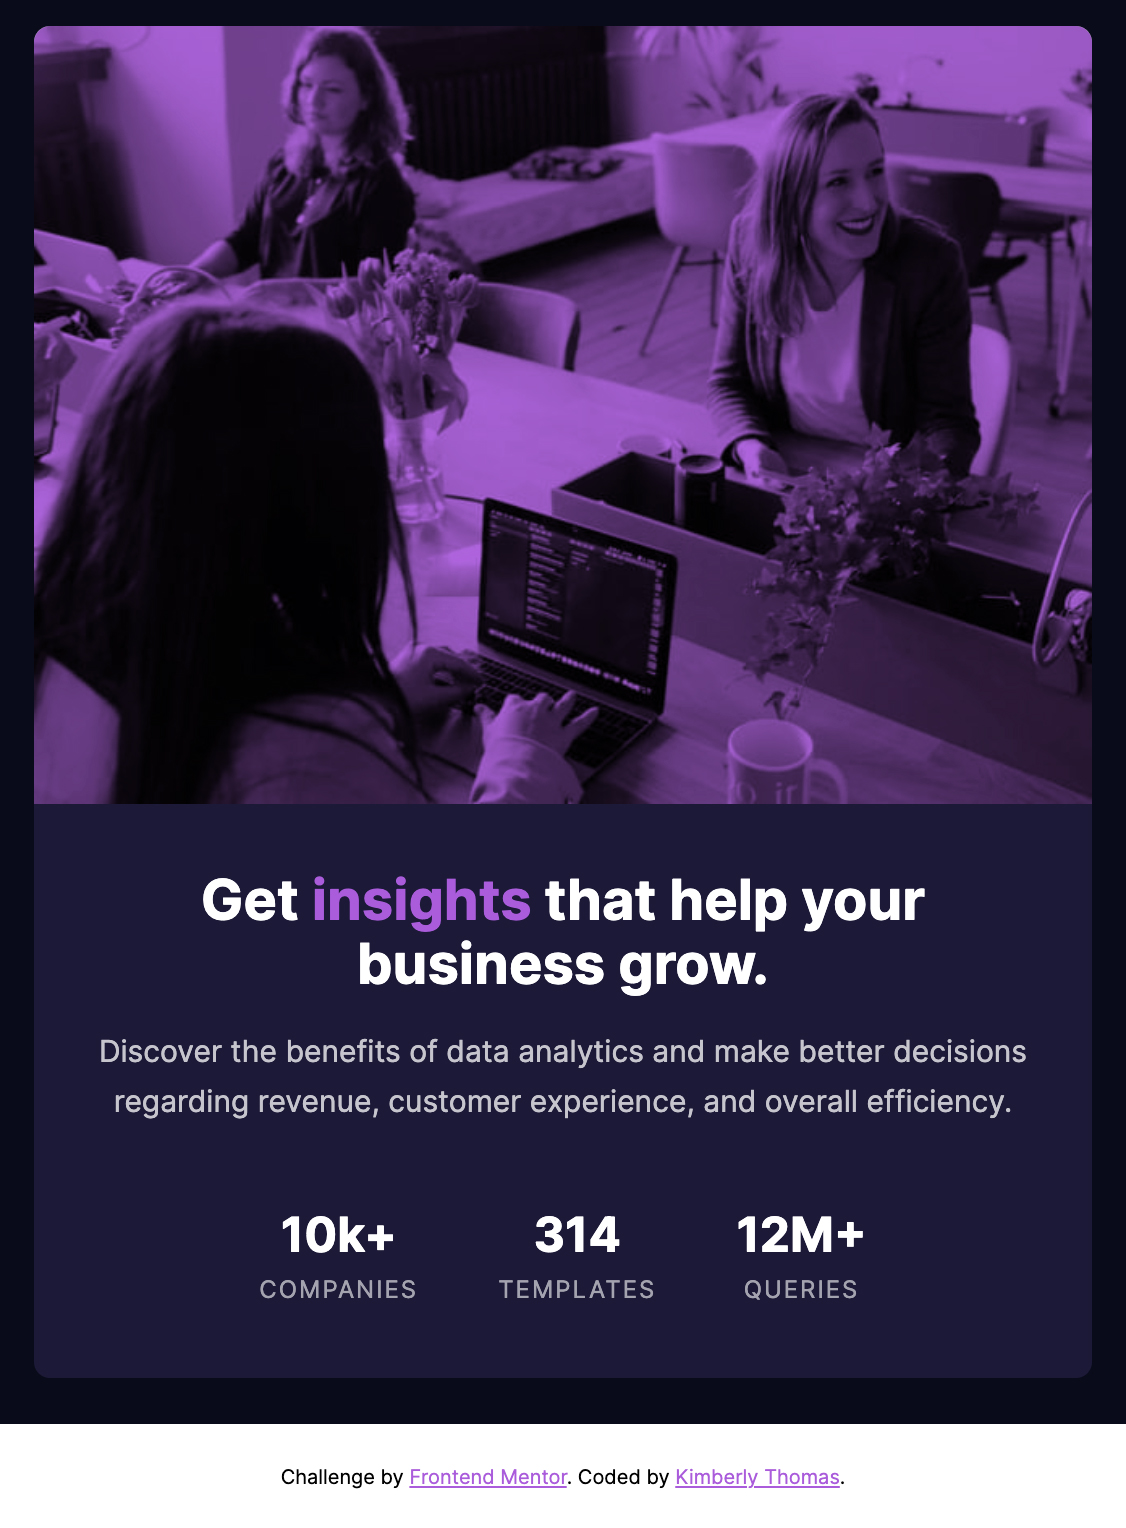 Get insights that help your
business grow.
Discover the benefits of data analytics and make better decisions
regarding revenue, customer experience, and overall efficiency.
10k+ 314 12M+
COMPANIES TEMPLATES QUERIES
Challenge by Frontend Mentor. Coded by Kimberly Thomas.